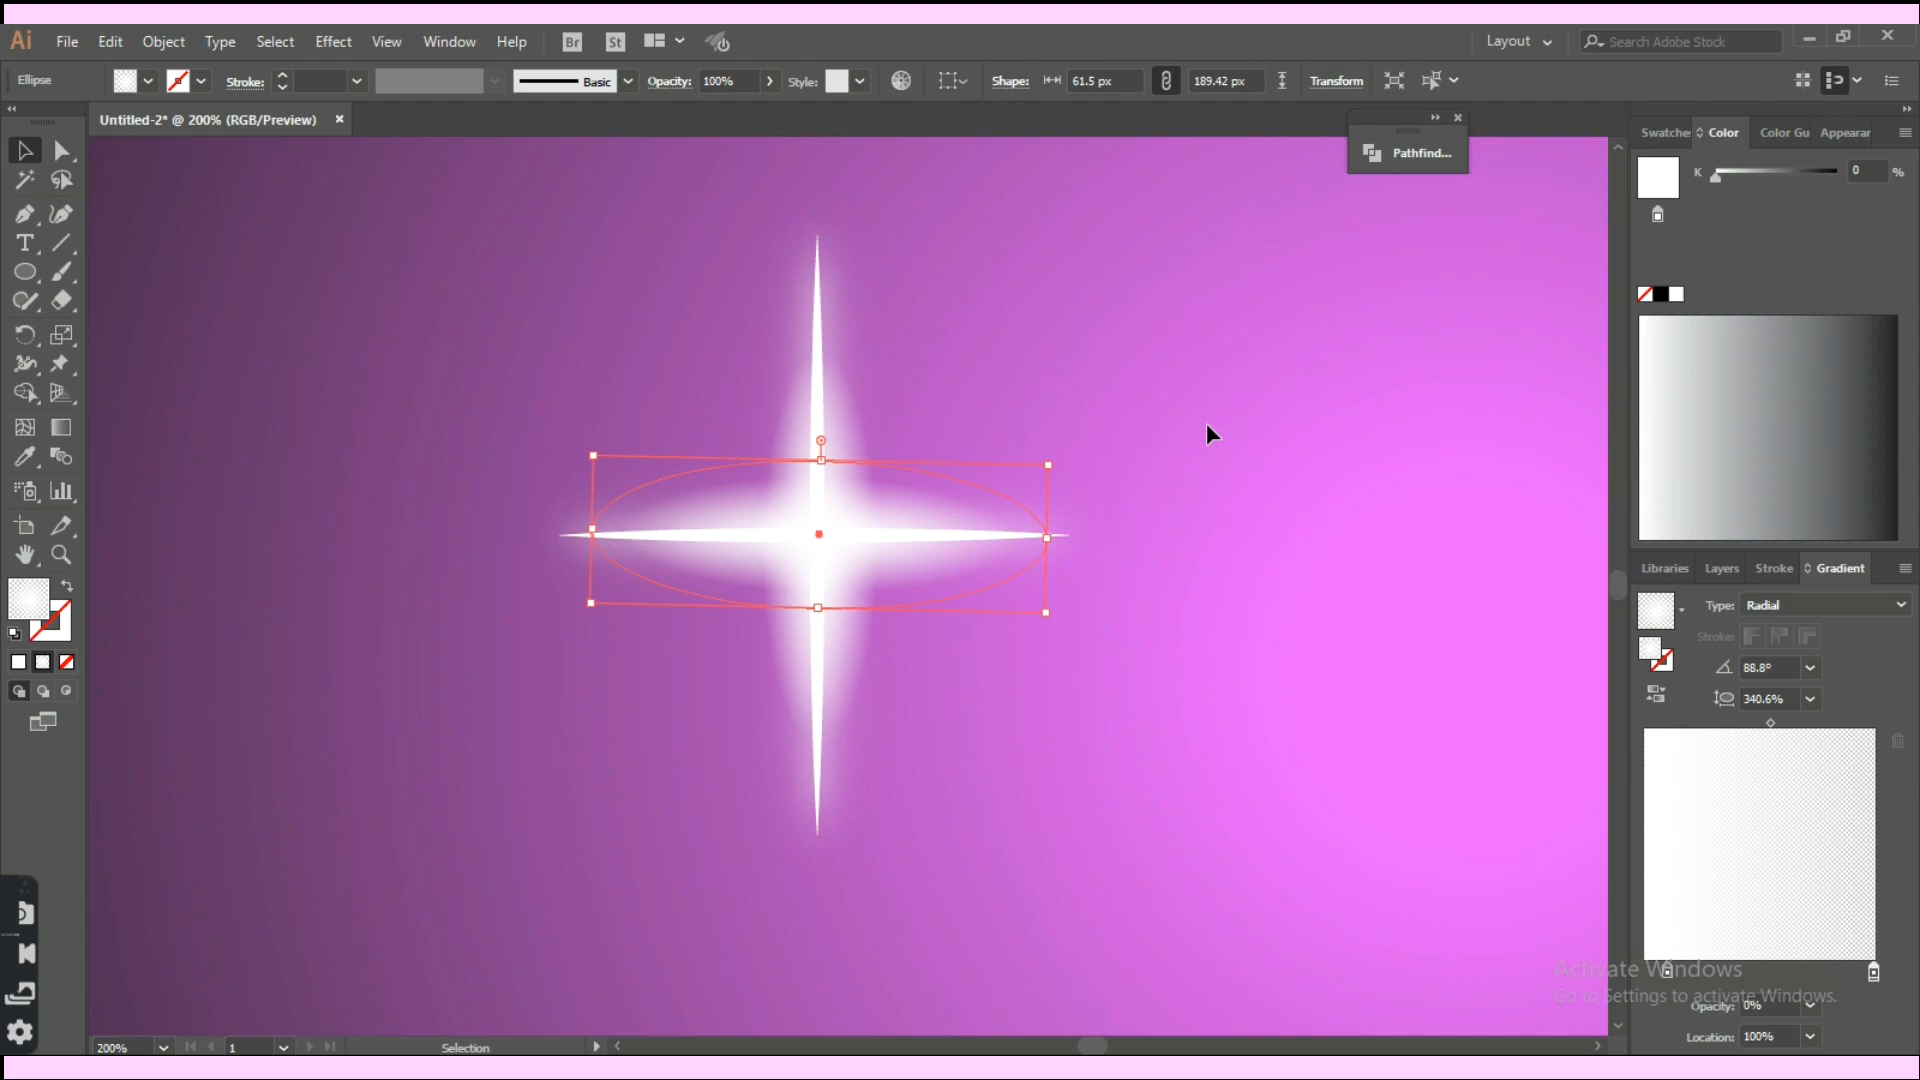 Ai File Edit Object Type Select Effect View Window Help Br St Layout Search Adobe Stock
Ellipse Stroke: Basic Opacity: 100% Style: Shape: 61.5 px 189.42 px Transform
Untitled-2* @ 200% (RGB/Preview)
Pathfind...
Swatche Color Color Gu Appearar
K 0 %
Libraries Layers Stroke Gradient
Type: Radial
Stroke:
88.8°
340.6%
Activate Windows
Go to Settings to activate Windows.
Opacity: 0%
Location: 100%
200% 1 Selection